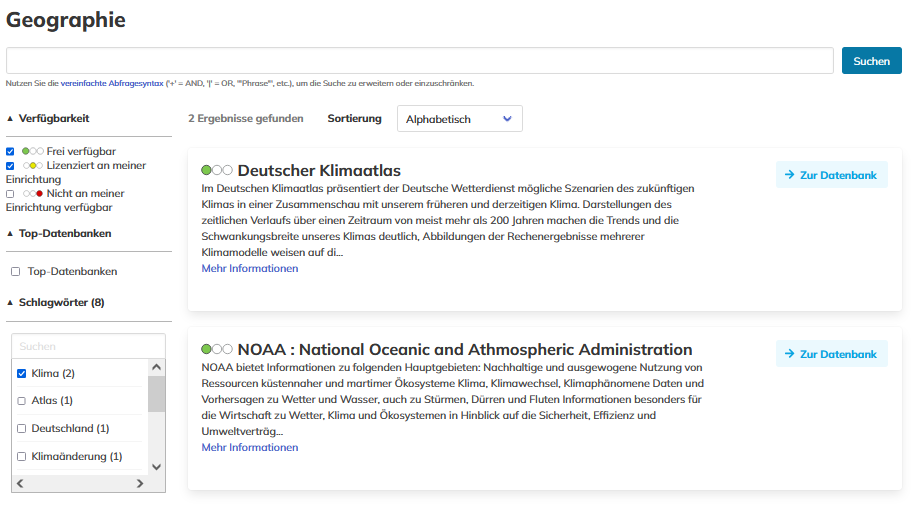 Geographie
Suchen
Nutzen Sie die vereinfachte Abfragesyntax ('+' = AND, '|' = OR, '"Phrase"', etc.), um die Suche zu erweitern oder einzuschränken.
▲ Verfügbarkeit
2 Ergebnisse gefunden Sortierung Alphabetisch
Frei verfügbar
Lizenziert an meiner
Einrichtung
Nicht an meiner
Einrichtung verfügbar
▲ Top-Datenbanken
Top-Datenbanken
▲ Schlagwörter (8)
Suchen
Klima (2)
Atlas (1)
Deutschland (1)
Klimaänderung (1)
Deutscher Klimaatlas
→ Zur Datenbank
Im Deutschen Klimaatlas präsentiert der Deutsche Wetterdienst mögliche Szenarien des zukünftigen
Klimas in einer Zusammenschau mit unserem früheren und derzeitigen Klima. Darstellungen des
zeitlichen Verlaufs über einen Zeitraum von meist mehr als 200 Jahren machen die Trends und die
Schwankungsbreite unseres Klimas deutlich, Abbildungen der Rechenergebnisse mehrerer
Klimamodelle weisen auf di...
Mehr Informationen
NOAA : National Oceanic and Athmospheric Administration
→ Zur Datenbank
NOAA bietet Informationen zu folgenden Hauptgebieten: Nachhaltige und ausgewogene Nutzung von
Ressourcen küstennaher und martimer Ökosysteme Klima, Klimawechsel, Klimaphänomene Daten und
Vorhersagen zu Wetter und Wasser, auch zu Stürmen, Dürren und Fluten Informationen besonders für
die Wirtschaft zu Wetter, Klima und Ökosystemen in Hinblick auf die Sicherheit, Effizienz und
Umweltverträg...
Mehr Informationen